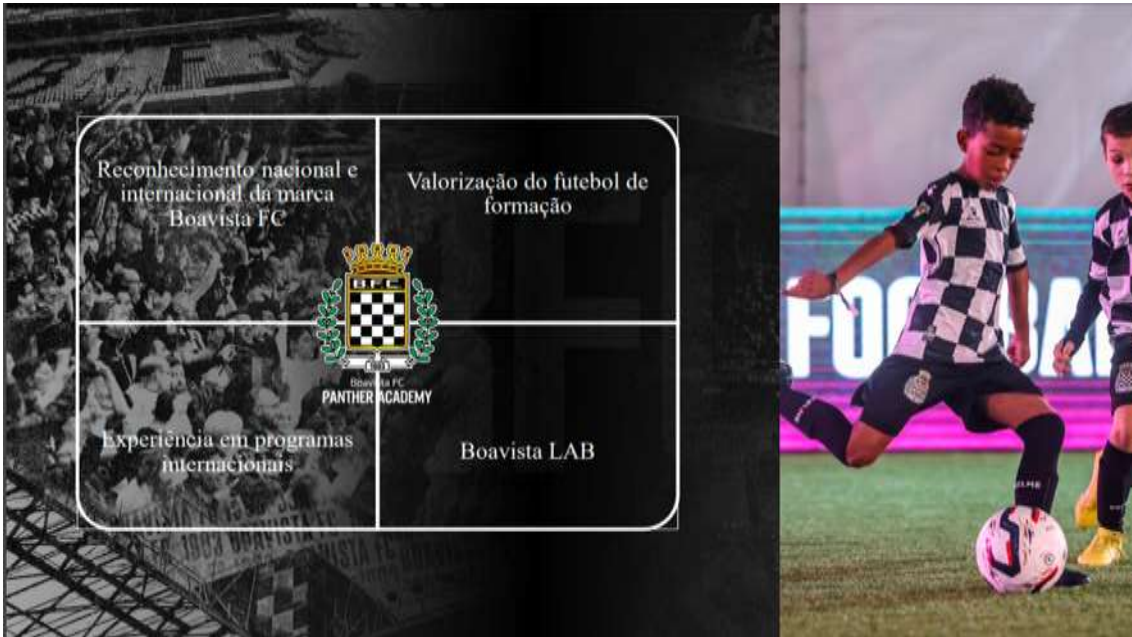 Reconhecimento nacional e
internacional da marca
Boavista FC
Valorização do futebol de
formação
BFC
Boavista FC
PANTHER ACADEMY
Experiência em programas
internacionais
Boavista LAB